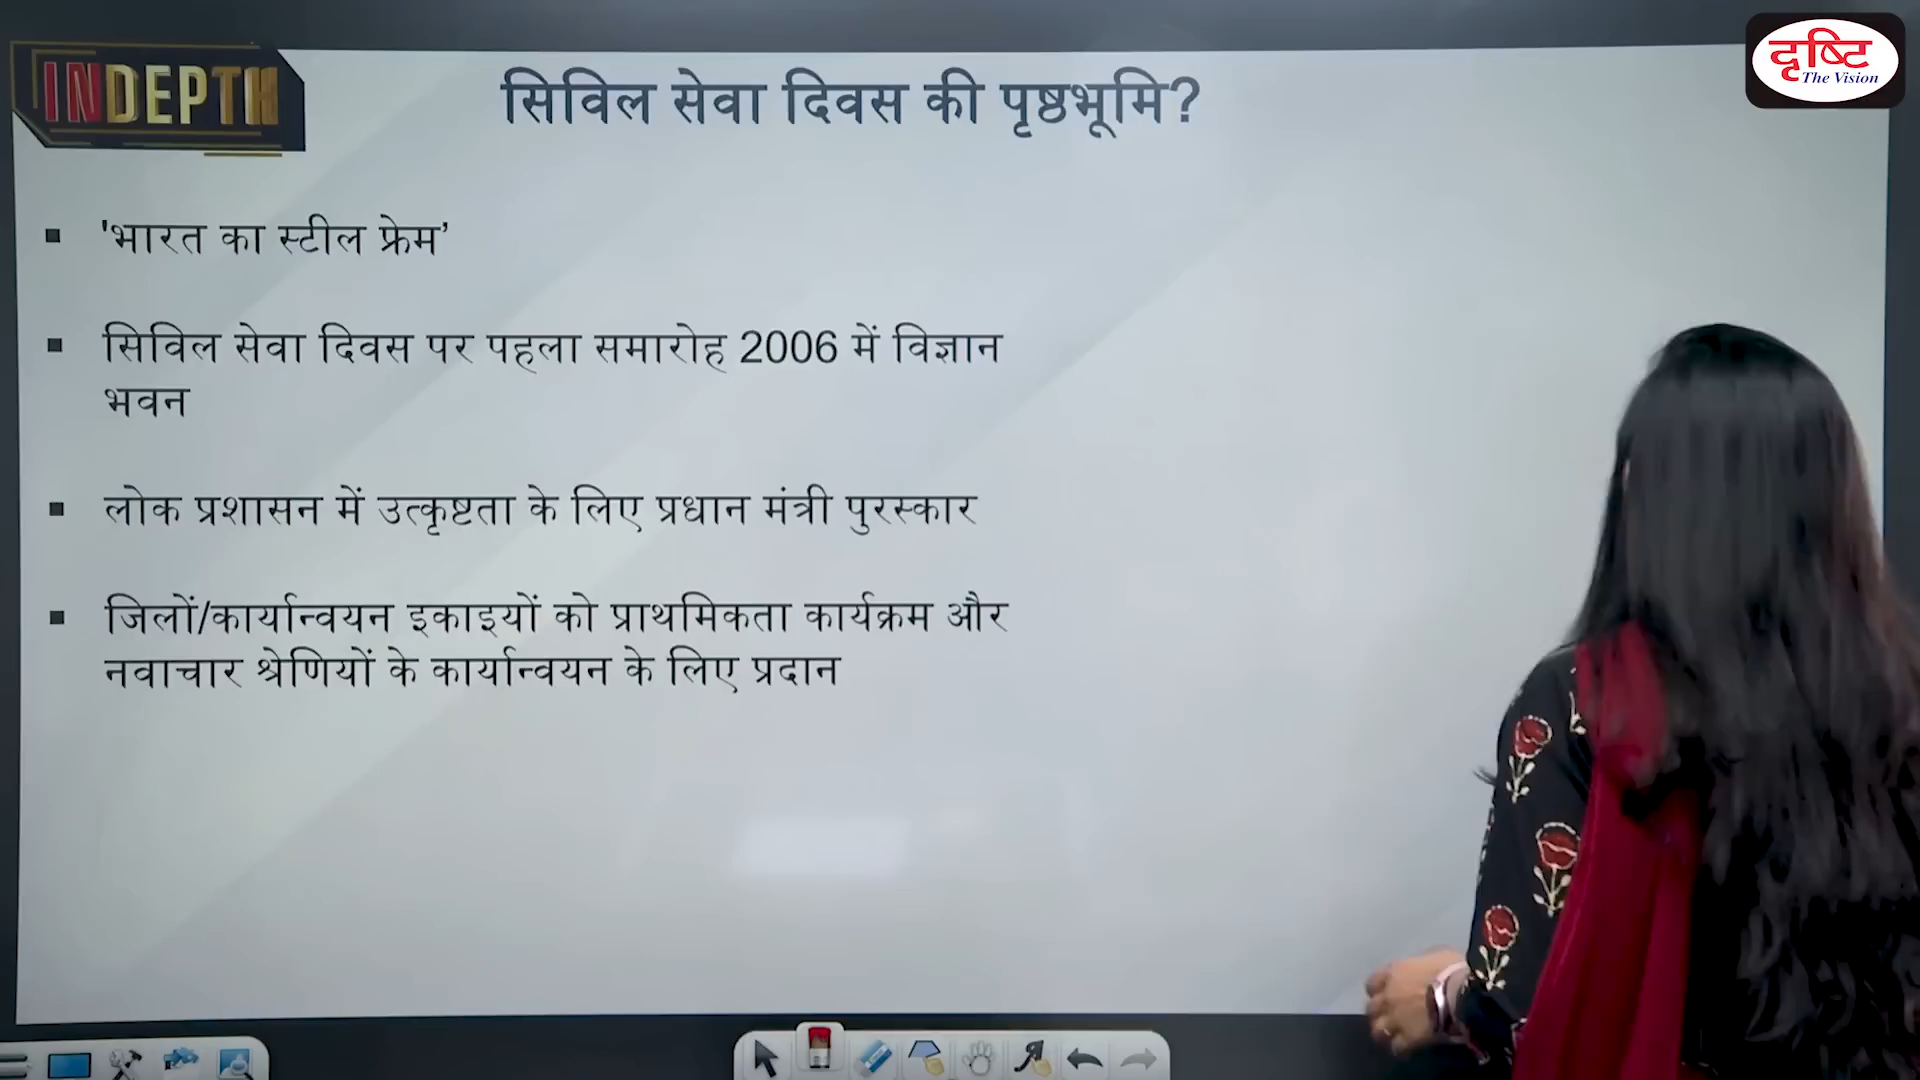 INDEPTH
दृष्टि
The Vision
सिविल सेवा दिवस की पृष्ठभूमि?
▪ 'भारत का स्टील फ्रेम’
▪ सिविल सेवा दिवस पर पहला समारोह 2006 में विज्ञान
भवन
▪ लोक प्रशासन में उत्कृष्टता के लिए प्रधान मंत्री पुरस्कार
▪ जिलों/कार्यान्वयन इकाइयों को प्राथमिकता कार्यक्रम और
नवाचार श्रेणियों के कार्यान्वयन के लिए प्रदान